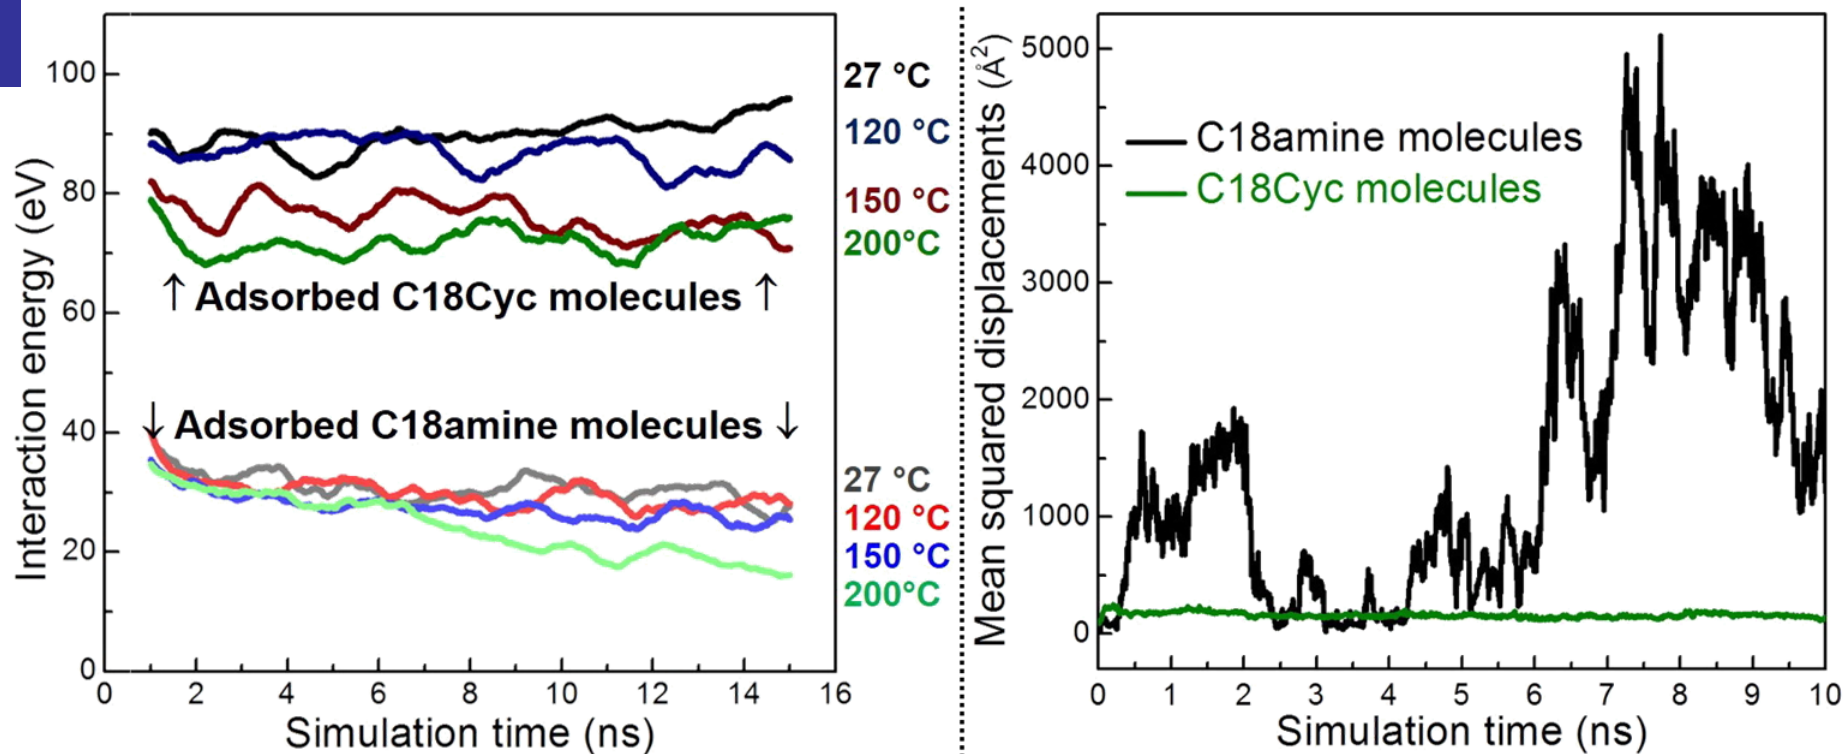 Interaction energy (eV)
100
80
60
40
20
0
27 °C
120 °C
150 °C
200°C
↑ Adsorbed C18Cyc molecules ↑
↓ Adsorbed C18amine molecules ↓
27 °C
120 °C
150 °C
200°C
0 2 4 6 8 10 12 14 16
Simulation time (ns)
Mean squared displacements (Å²)
5000
4000
3000
2000
1000
0
C18amine molecules
C18Cyc molecules
0 1 2 3 4 5 6 7 8 9 10
Simulation time (ns)